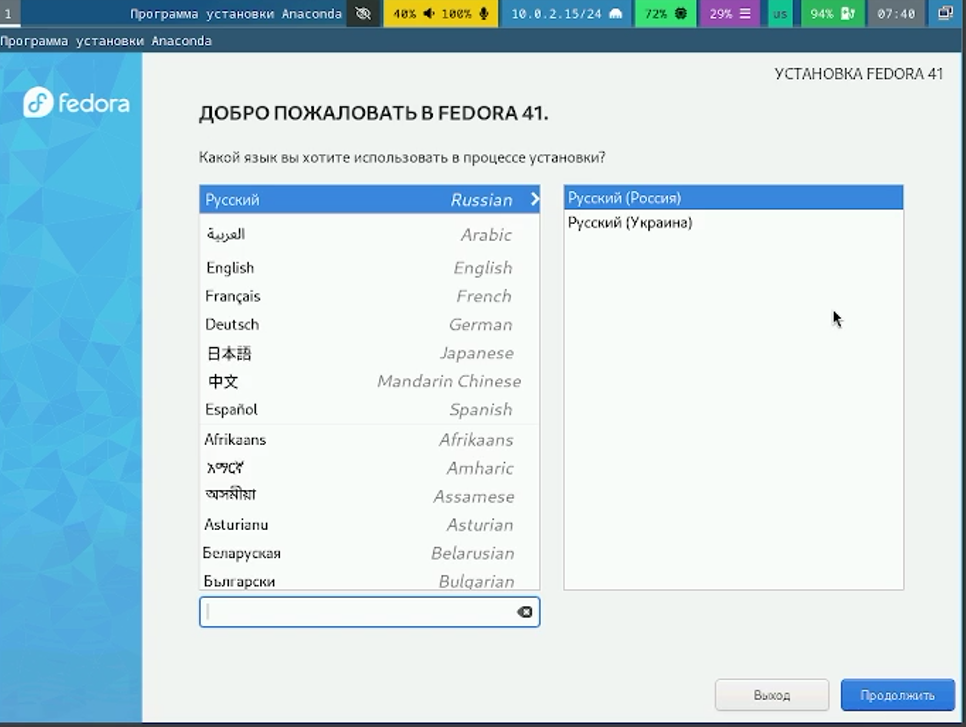 1 Программа установки Anaconda 40% 100% 10.0.2.15/24 72% 29% us 94% 07:40
Программа установки Anaconda
fedora
УСТАНОВКА FEDORA 41
ДОБРО ПОЖАЛОВАТЬ В FEDORA 41.
Какой язык вы хотите использовать в процессе установки?
Русский Russian
العربية Arabic
English English
Français French
Deutsch German
日本語 Japanese
中文 Mandarin Chinese
Español Spanish
Afrikaans Afrikaans
አማርኛ Amharic
অসমীয়া Assamese
Asturianu Asturian
Беларуская Belarusian
Български Bulgarian
Русский (Россия)
Русский (Украина)
Выход
Продолжить